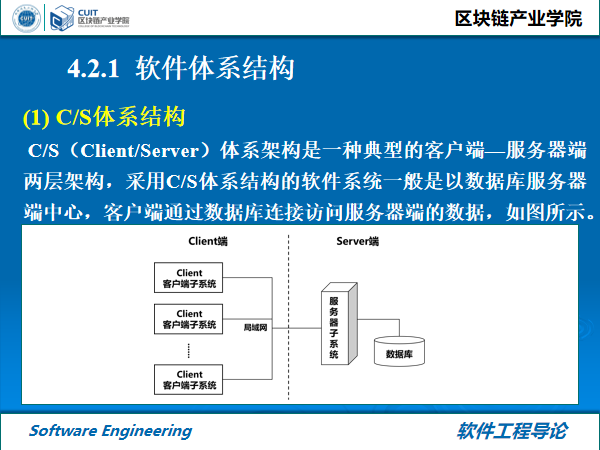 CUIT
区块链产业学院
区块链产业学院
4.2.1 软件体系结构
(1) C/S体系结构
C/S（Client/Server）体系架构是一种典型的客户端—服务器端
两层架构，采用C/S体系结构的软件系统一般是以数据库服务器
端中心，客户端通过数据库连接访问服务器端的数据，如图所示。
Client端
Server端
Client
客户端子系统
Client
客户端子系统
Client
客户端子系统
局域网
服务器子系统
数据库
Software Engineering
软件工程导论